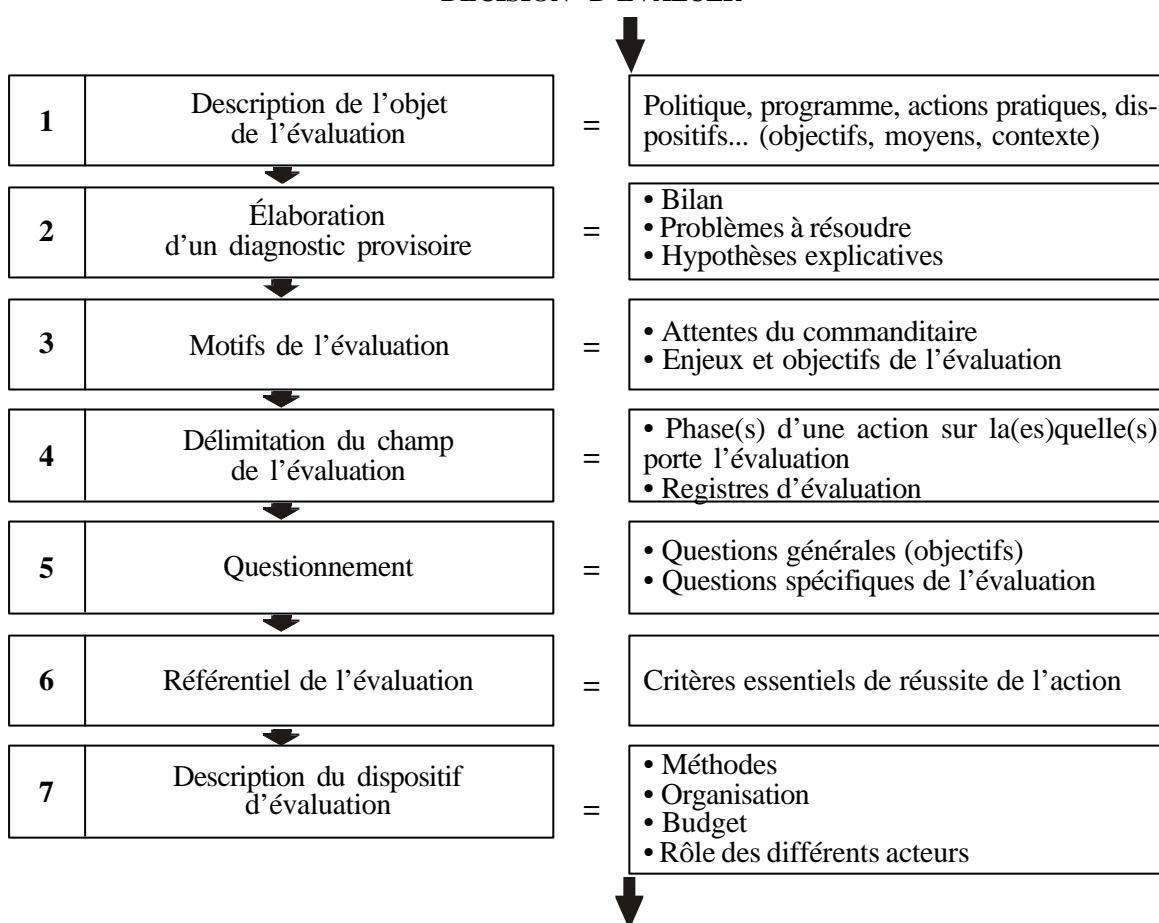 1
Description de l’objet
de l’évaluation
=
Politique, programme, actions pratiques, dis-
positifs... (objectifs, moyens, contexte)
2
Élaboration
d’un diagnostic provisoire
=
• Bilan
• Problèmes à résoudre
• Hypothèses explicatives
3
Motifs de l’évaluation
=
• Attentes du commanditaire
• Enjeux et objectifs de l’évaluation
4
Délimitation du champ
de l’évaluation
=
• Phase(s) d’une action sur la(es)quelle(s)
porte l’évaluation
• Registres d’évaluation
5
Questionnement
=
• Questions générales (objectifs)
• Questions spécifiques de l’évaluation
6
Référentiel de l’évaluation
=
Critères essentiels de réussite de l’action
7
Description du dispositif
d’évaluation
=
• Méthodes
• Organisation
• Budget
• Rôle des différents acteurs